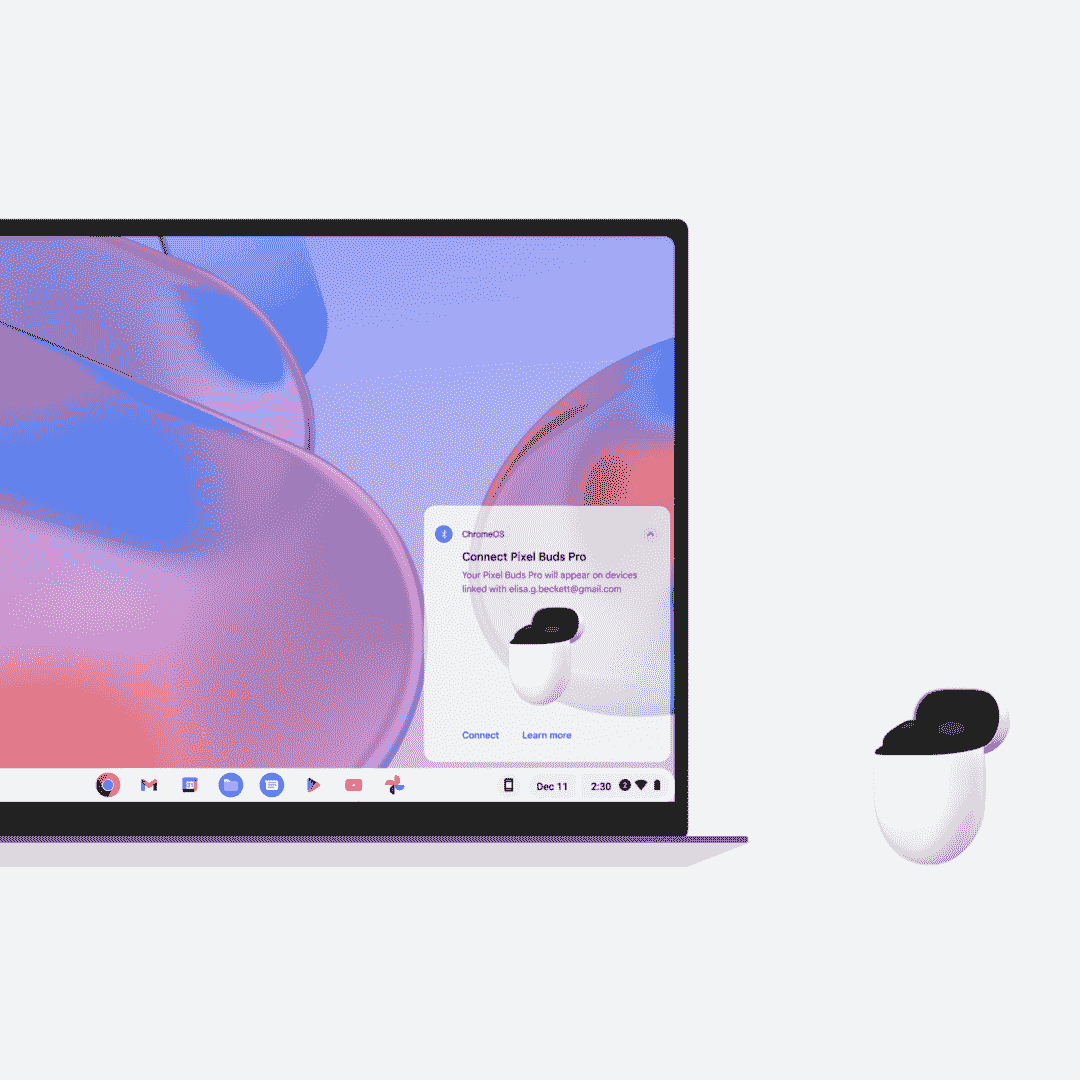 ChromeOS
Connect Pixel Buds Pro
Your Pixel Buds Pro will appear on devices
linked with elisa.g.beckett@gmail.com
Connect Learn more
31
Dec 11 2:30 2